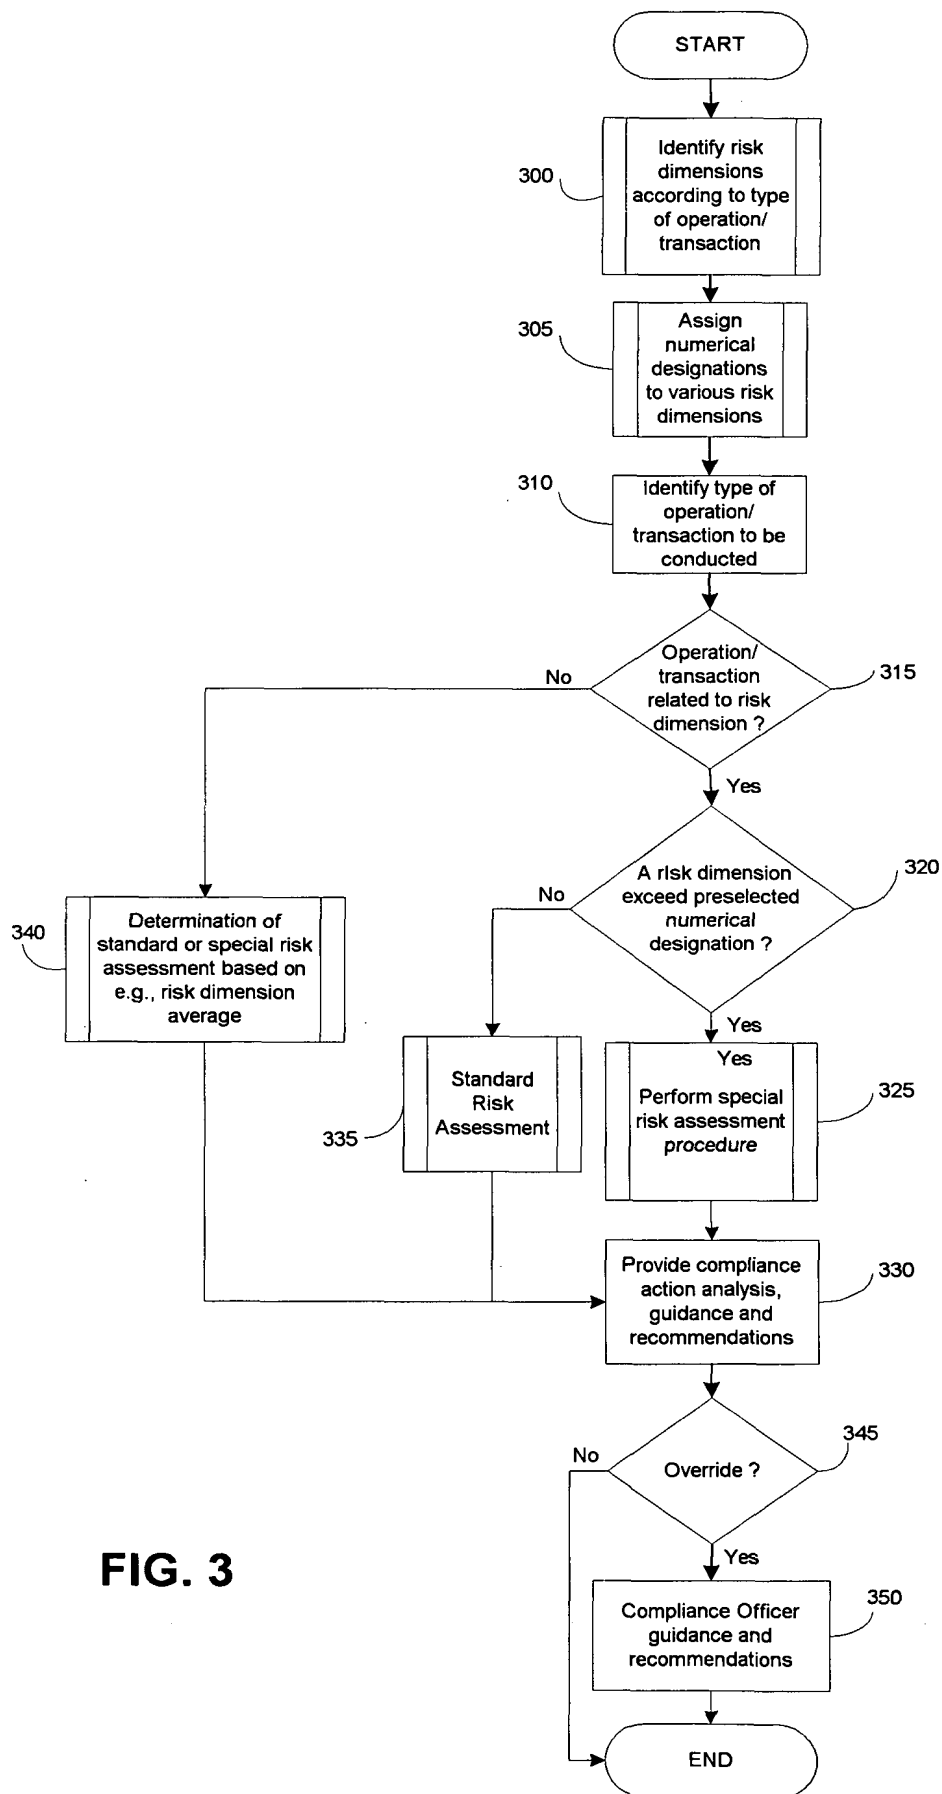 START
300
Identify risk
dimensions
according to type
of operation/
transaction
305
Assign
numerical
designations
to various risk
dimensions
310
Identify type of
operation/
transaction to be
conducted
Operation/
transaction
related to risk
dimension ?
315
No
Yes
A risk dimension
exceed preselected
numerical
designation ?
320
No
Yes
340
Determination of
standard or special risk
assessment based on
e.g., risk dimension
average
335
Standard
Risk
Assessment
Yes
Perform special
risk assessment
procedure
325
Provide compliance
action analysis,
guidance and
recommendations
330
Override ?
345
No
Yes
Compliance Officer
guidance and
recommendations
350
END
FIG. 3